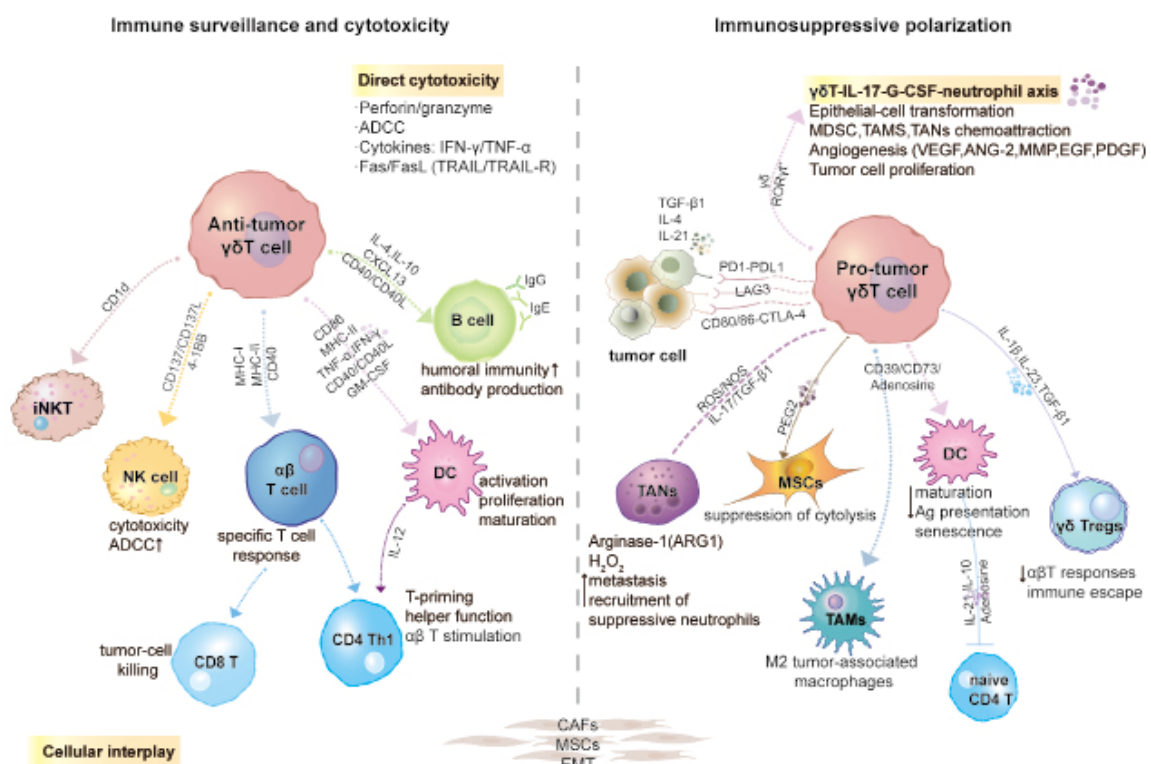 Immune surveillance and cytotoxicity
Immunosuppressive polarization
Direct cytotoxicity
·Perforin/granzyme
·ADCC
·Cytokines: IFN-γ/TNF-α
·Fas/FasL (TRAIL/TRAIL-R)
Anti-tumor
γδT cell
CD1d
CD137/CD137L
4-1BB
MHC-I
MHC-II
CD40
CD86
MHC-II
TNF-α,IFN-γ
CD40/CD40L
GM-CSF
IL-4,IL-10
CXCL13
CD40/CD40L
IgG
IgE
B cell
humoral immunity↑
antibody production
iNKT
NK cell
cytotoxicity
ADCC↑
αβ
T cell
specific T cell
response
DC
activation
proliferation
maturation
IL-12
tumor-cell
killing
CD8 T
CD4 Th1
T-priming
helper function
αβ T stimulation
Cellular interplay
γδT-IL-17-G-CSF-neutrophil axis
Epithelial-cell transformation
MDSC,TAMS,TANs chemoattraction
Angiogenesis (VEGF,ANG-2,MMP,EGF,PDGF)
Tumor cell proliferation
TGF-β1
IL-4
IL-21
tumor cell
PD1-PDL1
LAG3
CD80/86-CTLA-4
Pro-tumor
γδT cell
ROS/NOS
IL-17/TGF-β1
PEG2
CD39/CD73/
Adenosine
IL-1β,IL-23,TGF-β1
TANs
Arginase-1(ARG1)
H₂O₂
↑metastasis
recruitment of
suppressive neutrophils
MSCs
suppression of cytolysis
TAMs
M2 tumor-associated
macrophages
DC
↓maturation
Ag presentation
senescence
IL-21,IL-10
Adenosine
naive
CD4 T
γδ Tregs
↓αβT responses
immune escape
CAFs
MSCs
EMT